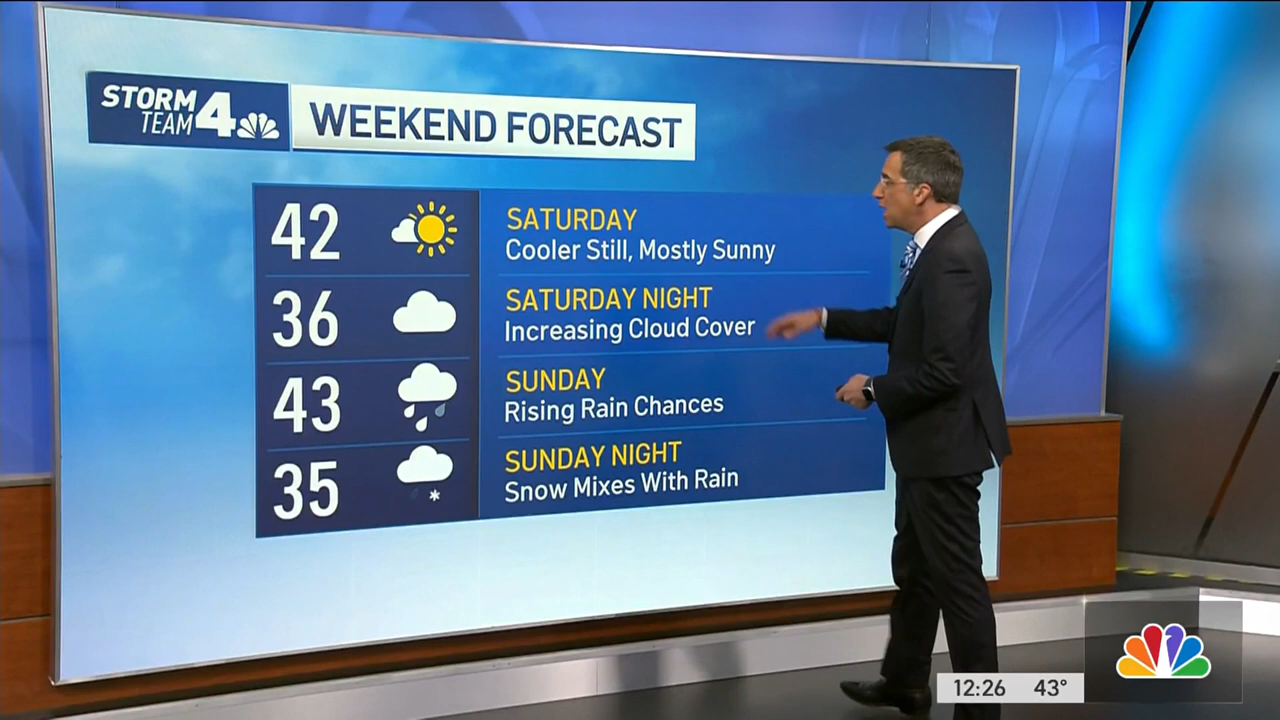 STORM
TEAM 4
WEEKEND FORECAST
42
SATURDAY
Cooler Still, Mostly Sunny
36
SATURDAY NIGHT
Increasing Cloud Cover
43
SUNDAY
Rising Rain Chances
35
SUNDAY NIGHT
Snow Mixes With Rain
12:26 43°